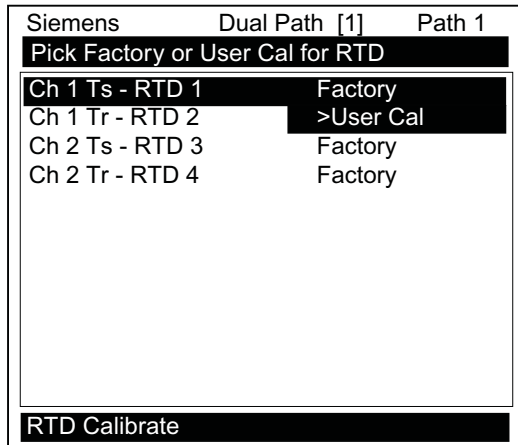 Siemens Dual Path [1] Path 1
Pick Factory or User Cal for RTD
Ch 1 Ts - RTD 1 Factory
Ch 1 Tr - RTD 2 >User Cal
Ch 2 Ts - RTD 3 Factory
Ch 2 Tr - RTD 4 Factory
RTD Calibrate